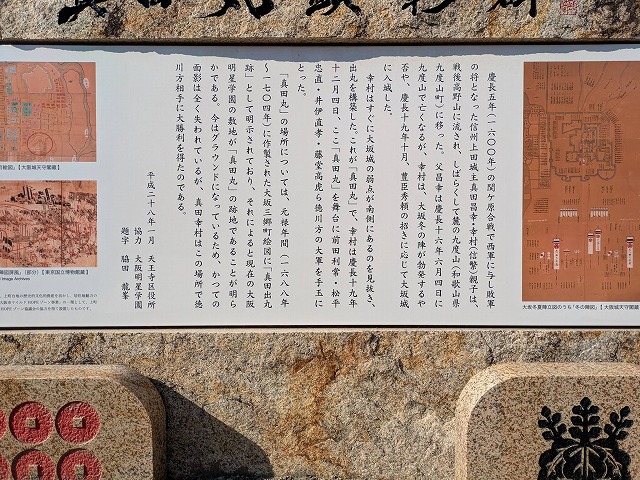 真田丸顕彰碑
慶長五年（一六〇〇年）の関ケ原合戦で西軍に与し敗軍
の将となった信州上田城主真田昌幸・幸村（信繁）親子は、
戦後高野山に流され、しばらくして麓の九度山（和歌山県
九度山町）に移った。父昌幸は慶長十六年六月四日に
九度山で亡くなるが、幸村は、大坂冬の陣が勃発するや
否や、慶長十九年十月、豊臣秀頼の招きに応じて大坂城
に入城した。
幸村はすぐに大坂城の弱点が南側にあるのを見抜き、
出丸を構築した。これが「真田丸」で、幸村は慶長十九年
十二月四日、ここ「真田丸」を舞台に前田利常・松平
忠直・井伊直孝・藤堂高虎ら徳川方の大軍を手玉に
とった。
「真田丸」の場所については、元禄年間（一六八八
〜一七〇四年）に作製された大坂三郷町絵図に「真田出丸
跡」として明示されており、それによると現在の大阪
明星学園の敷地が「真田丸」の跡地であることが明ら
かである。今はグラウンドになっているため、かつての
面影は全く失われているが、真田幸村はこの場所で徳
川方相手に大勝利を得たのである。
平成二十八年一月　天王寺区役所
協力　大阪明星学園
題字　脇田　龍峯
大坂冬夏陣立図のうち「冬の陣図」【大阪城天守閣蔵】
【大阪城天守閣蔵】
（部分）【東京国立博物館蔵】
Image Archives